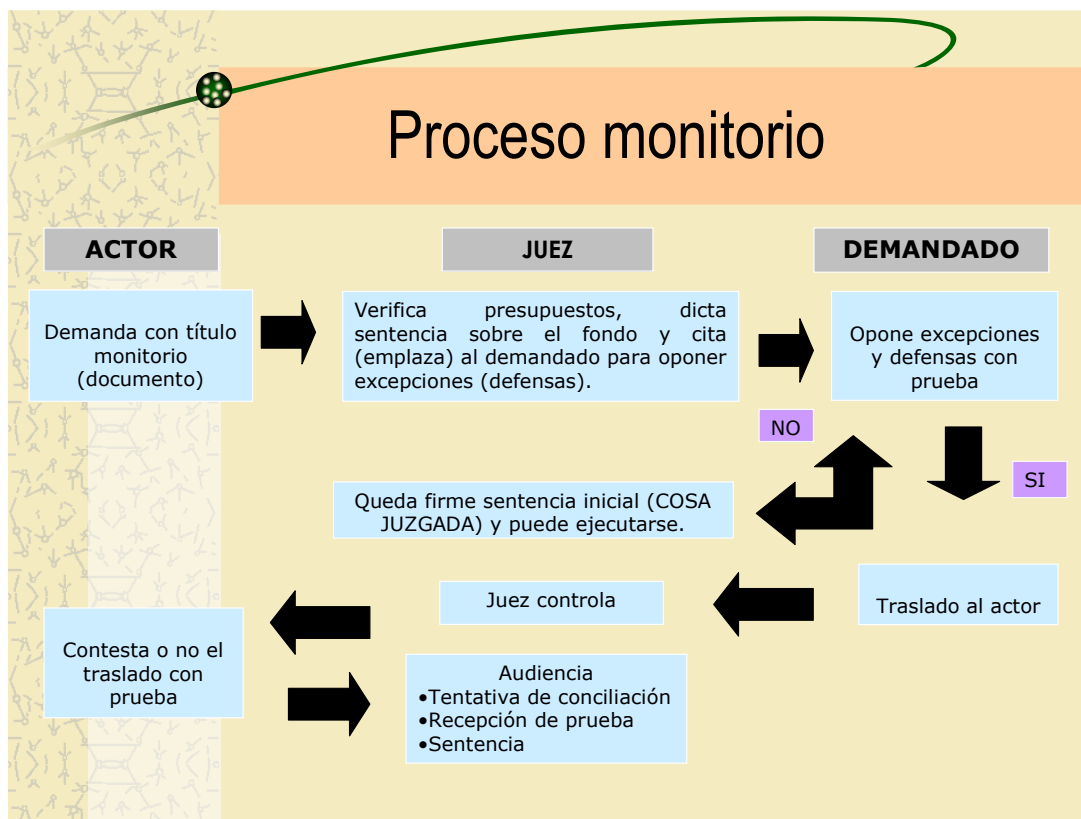 Proceso monitorio
ACTOR
JUEZ
DEMANDADO
Demanda con título
monitorio
(documento)
Verifica presupuestos, dicta
sentencia sobre el fondo y cita
(emplaza) al demandado para oponer
excepciones (defensas).
Opone excepciones
y defensas con
prueba
NO
SI
Queda firme sentencia inicial (COSA
JUZGADA) y puede ejecutarse.
Traslado al actor
Juez controla
Contesta o no el
traslado con
prueba
Audiencia
•Tentativa de conciliación
•Recepción de prueba
•Sentencia